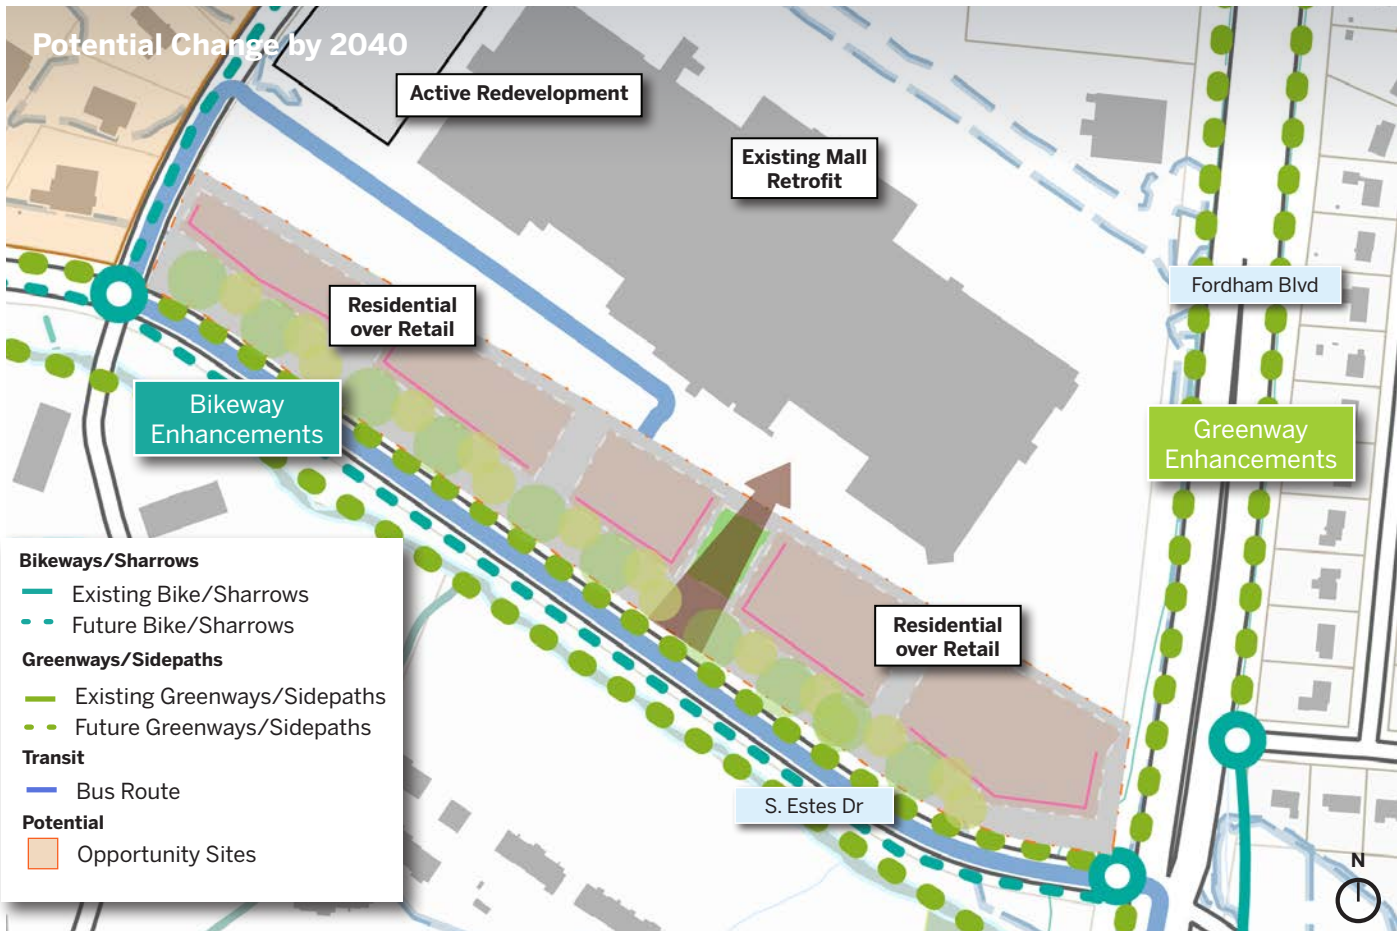 Potential Change by 2040
Active Redevelopment
Existing Mall
Retrofit
Fordham Blvd
Residential
over Retail
Bikeway
Enhancements
Greenway
Enhancements
Bikeways/Sharrows
Existing Bike/Sharrows
Future Bike/Sharrows
Greenways/Sidepaths
Existing Greenways/Sidepaths
Future Greenways/Sidepaths
Transit
Bus Route
Potential
Opportunity Sites
Residential
over Retail
S. Estes Dr
N